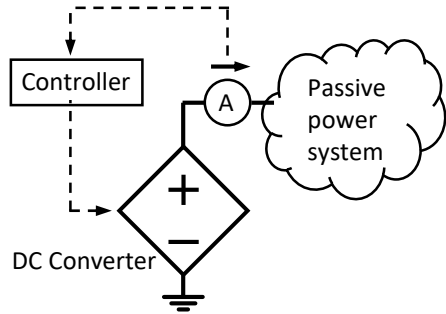 Controller
A
Passive
power
system
+
−
DC Converter